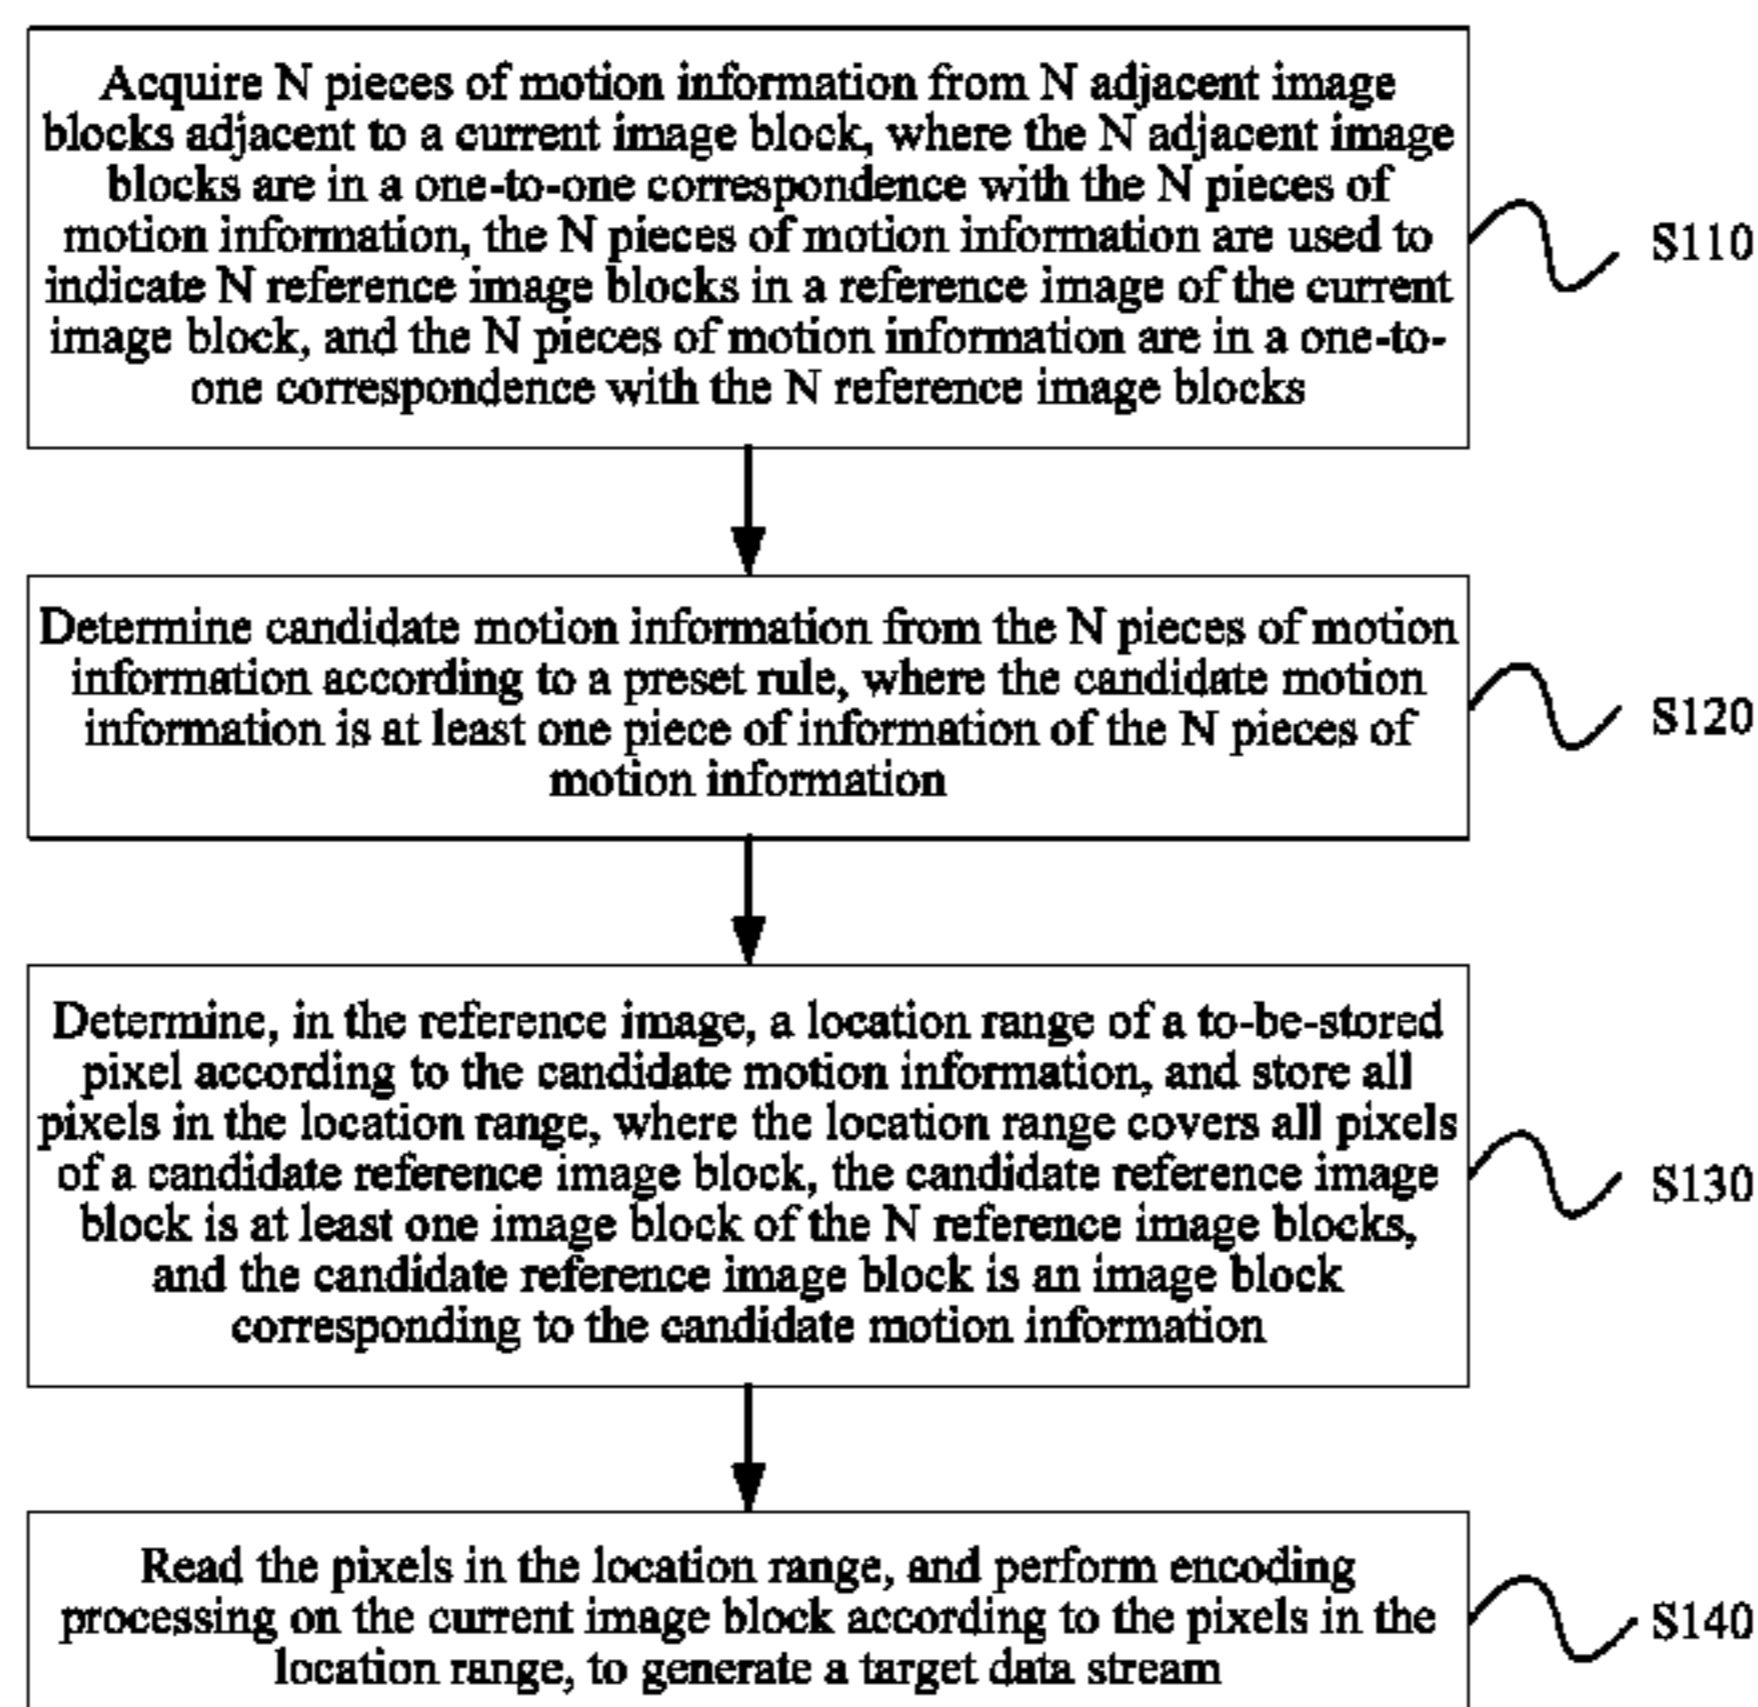 Acquire N pieces of motion information from N adjacent image
blocks adjacent to a current image block, where the N adjacent image
blocks are in a one-to-one correspondence with the N pieces of
motion information, the N pieces of motion information are used to
indicate N reference image blocks in a reference image of the current
image block, and the N pieces of motion information are in a one-to-
one correspondence with the N reference image blocks
S110
Determine candidate motion information from the N pieces of motion
information according to a preset rule, where the candidate motion
information is at least one piece of information of the N pieces of
motion information
S120
Determine, in the reference image, a location range of a to-be-stored
pixel according to the candidate motion information, and store all
pixels in the location range, where the location range covers all pixels
of a candidate reference image block, the candidate reference image
block is at least one image block of the N reference image blocks,
and the candidate reference image block is an image block
corresponding to the candidate motion information
S130
Read the pixels in the location range, and perform encoding
processing on the current image block according to the pixels in the
location range, to generate a target data stream
S140